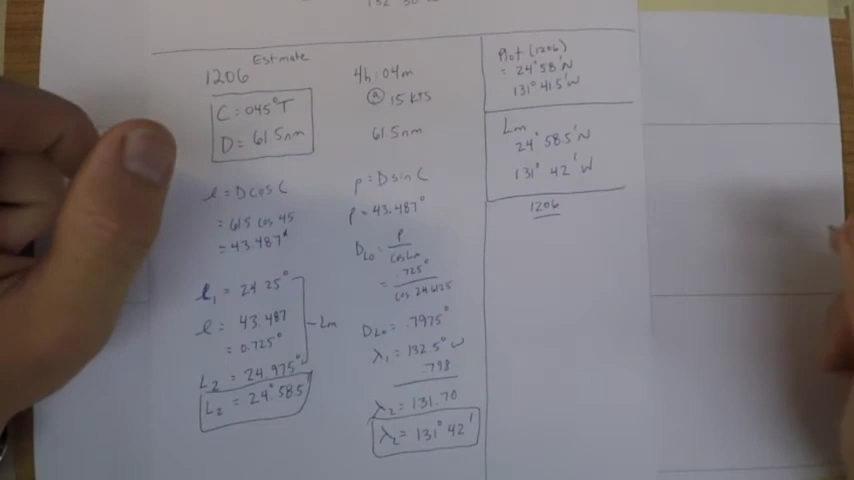 Estimate
1206
C = 045°T
D = 61.5nm
l = D cos C
= 61.5 cos 45
= 43.487'
l₁ = 24.25°
l = 43.487
= 0.725°
Lm
L₂ = 24.975°
L₂ = 24°58.5'
4h:04m
@ 15 KTS
61.5nm
p = D sin C
p = 43.487°
DLo = p / cos Lm
= .725° / cos 24.6125
DLo = .7975°
λ₁ = 132.5° W
.798
λ₂ = 131.70
λ₂ = 131°42'
Plot (1206)
= 24°58'N
131°41.5'W
Lm
24°58.5'N
131°42'W
1206